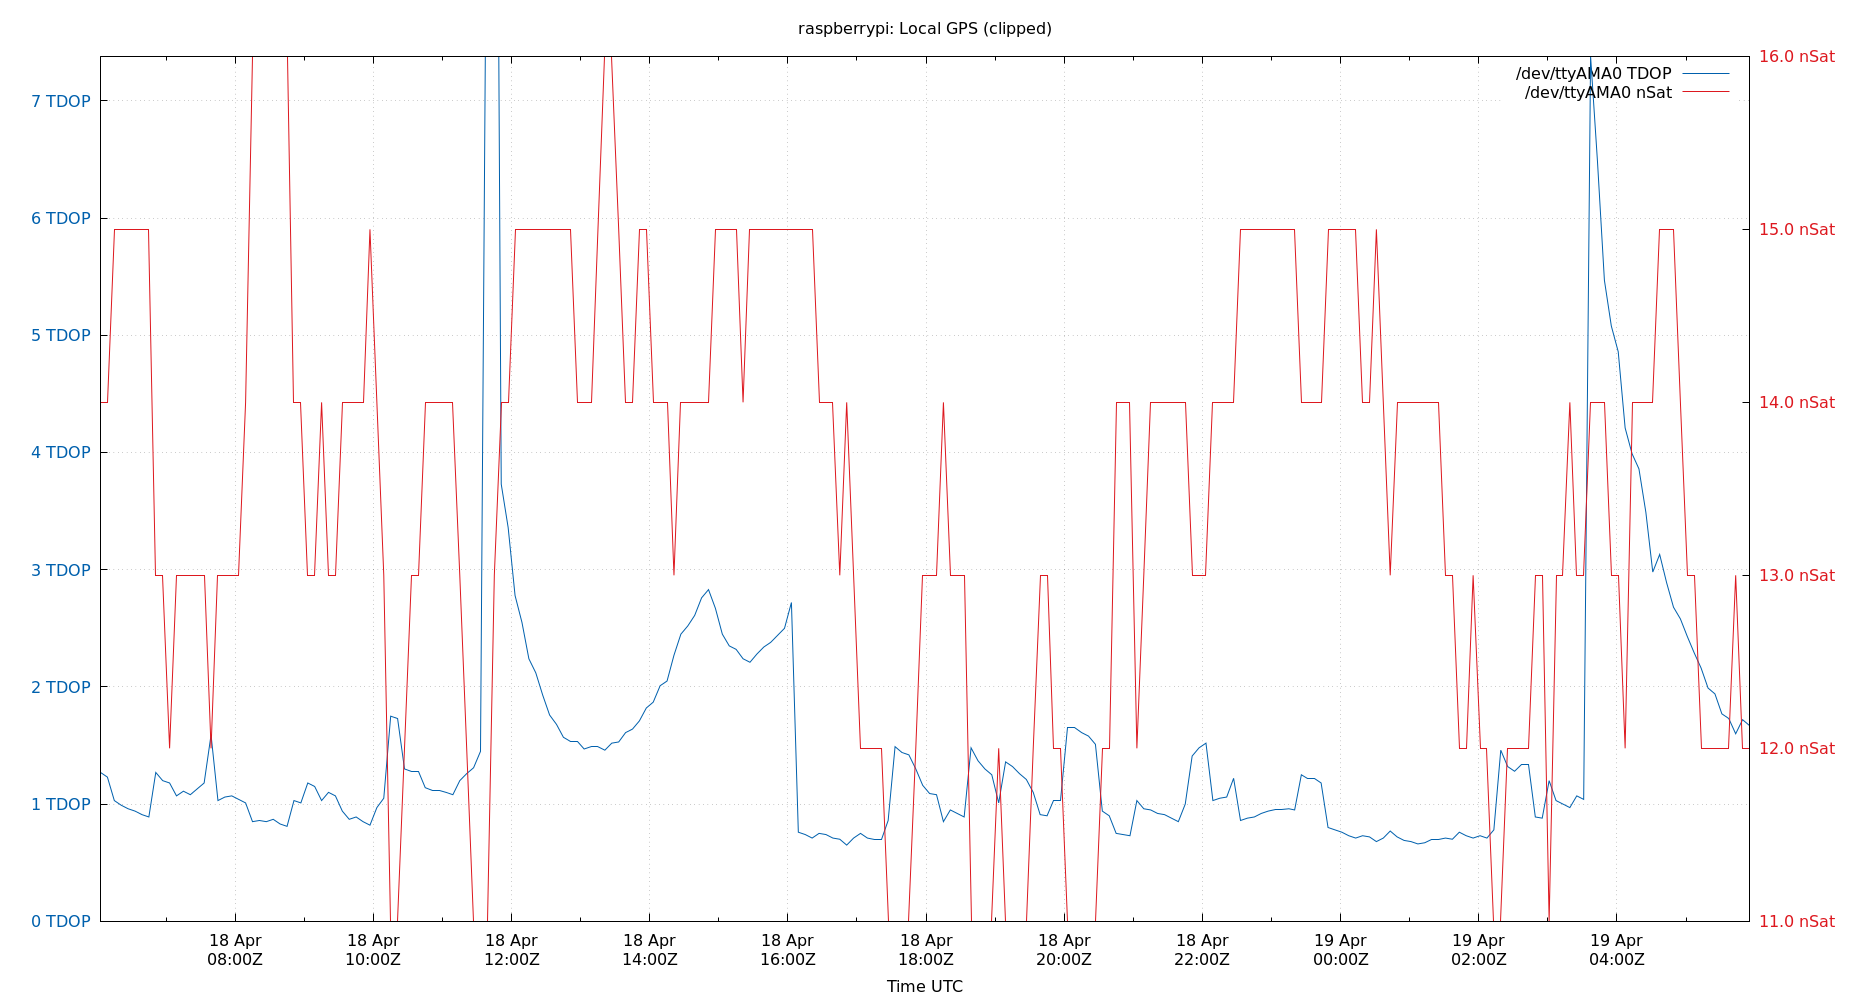 raspberrypi: Local GPS (clipped)
16.0 nSat
/dev/ttyAMA0 TDOP
/dev/ttyAMA0 nSat
7 TDOP
6 TDOP
15.0 nSat
5 TDOP
14.0 nSat
4 TDOP
3 TDOP
13.0 nSat
2 TDOP
12.0 nSat
1 TDOP
0 TDOP
11.0 nSat
18 Apr 18 Apr 18 Apr 18 Apr 18 Apr 18 Apr 18 Apr 18 Apr 19 Apr 19 Apr 19 Apr
08:00Z 10:00Z 12:00Z 14:00Z 16:00Z 18:00Z 20:00Z 22:00Z 00:00Z 02:00Z 04:00Z
Time UTC